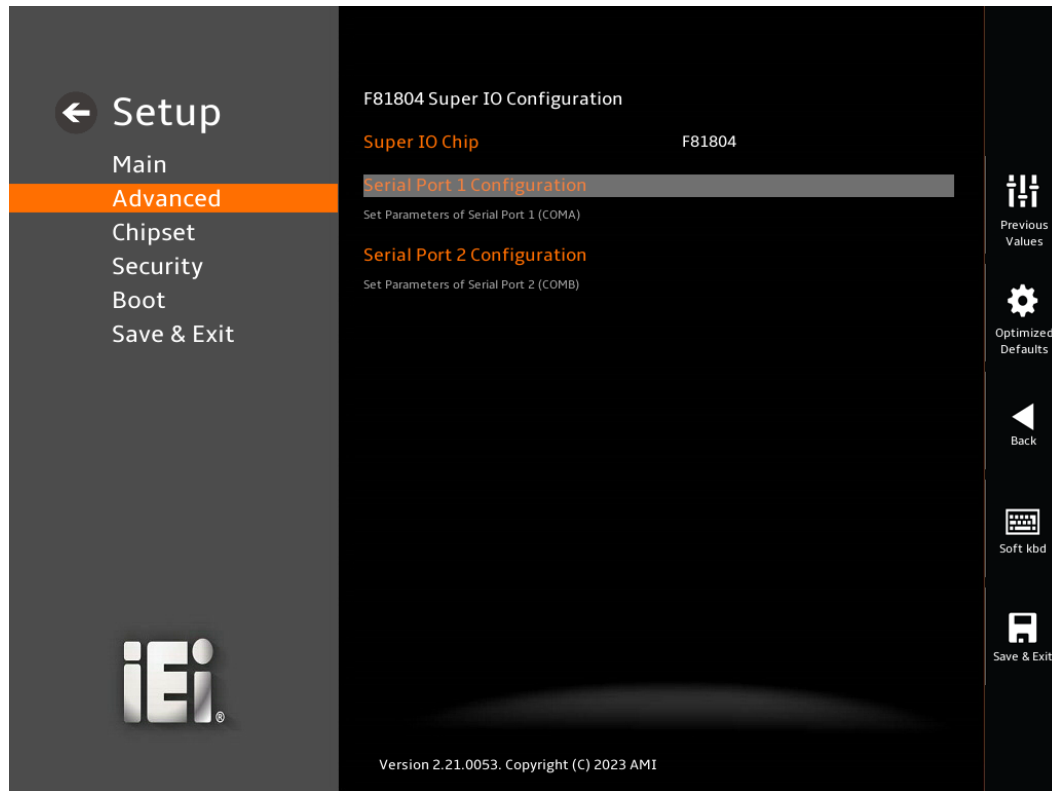 Setup
Main
Advanced
Chipset
Security
Boot
Save & Exit
iEi®
F81804 Super IO Configuration
Super IO Chip F81804
Serial Port 1 Configuration
Set Parameters of Serial Port 1 (COMA)
Serial Port 2 Configuration
Set Parameters of Serial Port 2 (COMB)
Version 2.21.0053. Copyright (C) 2023 AMI
Previous
Values
Optimized
Defaults
Back
Soft kbd
Save & Exit